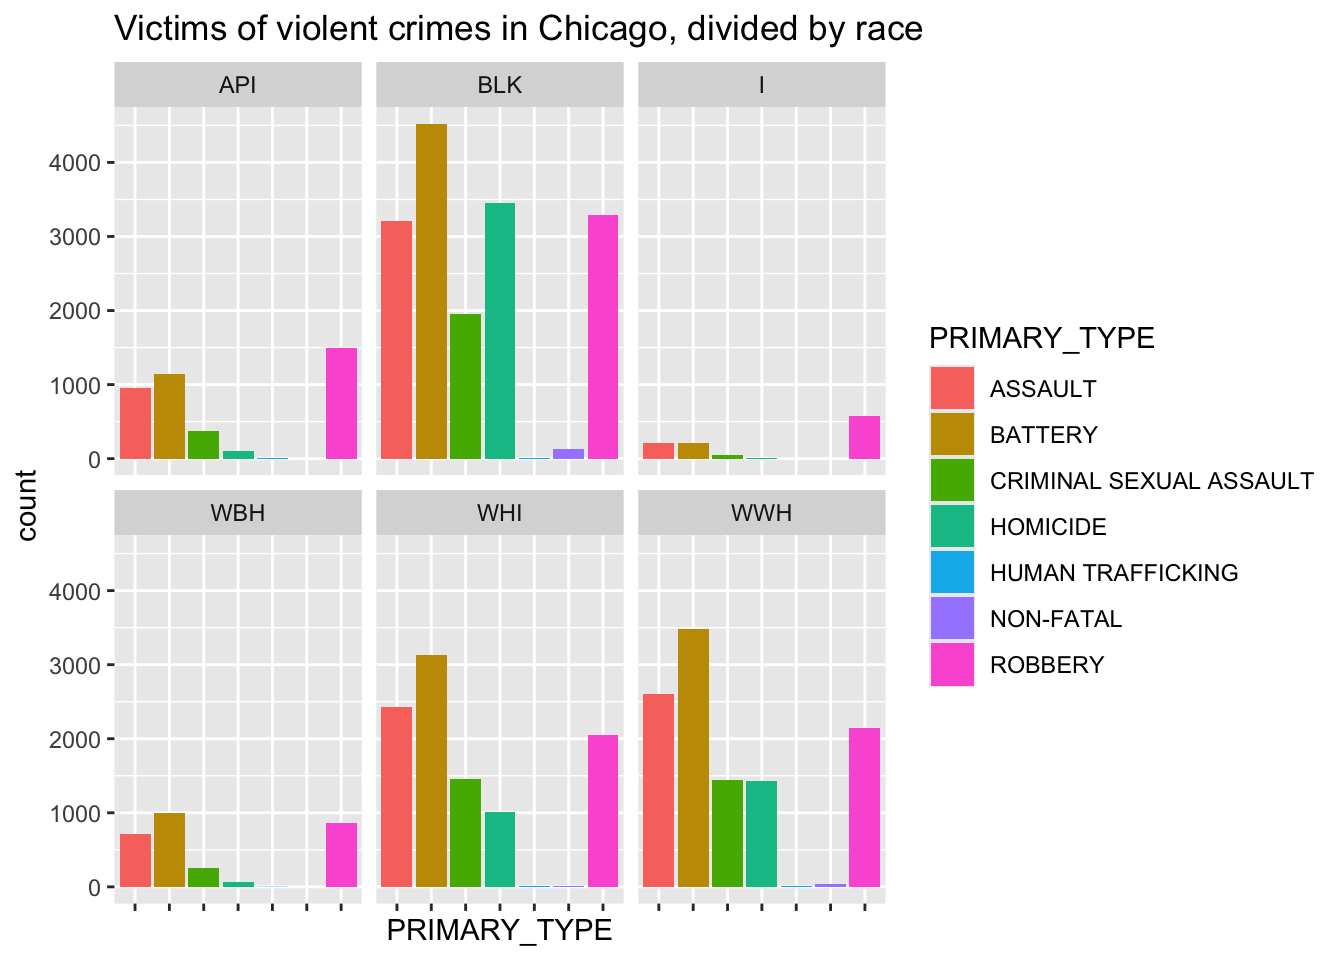 Victims of violent crimes in Chicago, divided by race
API
BLK
I
4000
3000
2000
1000
0
WBH
WHI
WWH
4000
3000
2000
1000
0
count
PRIMARY_TYPE
PRIMARY_TYPE
ASSAULT
BATTERY
CRIMINAL SEXUAL ASSAULT
HOMICIDE
HUMAN TRAFFICKING
NON-FATAL
ROBBERY